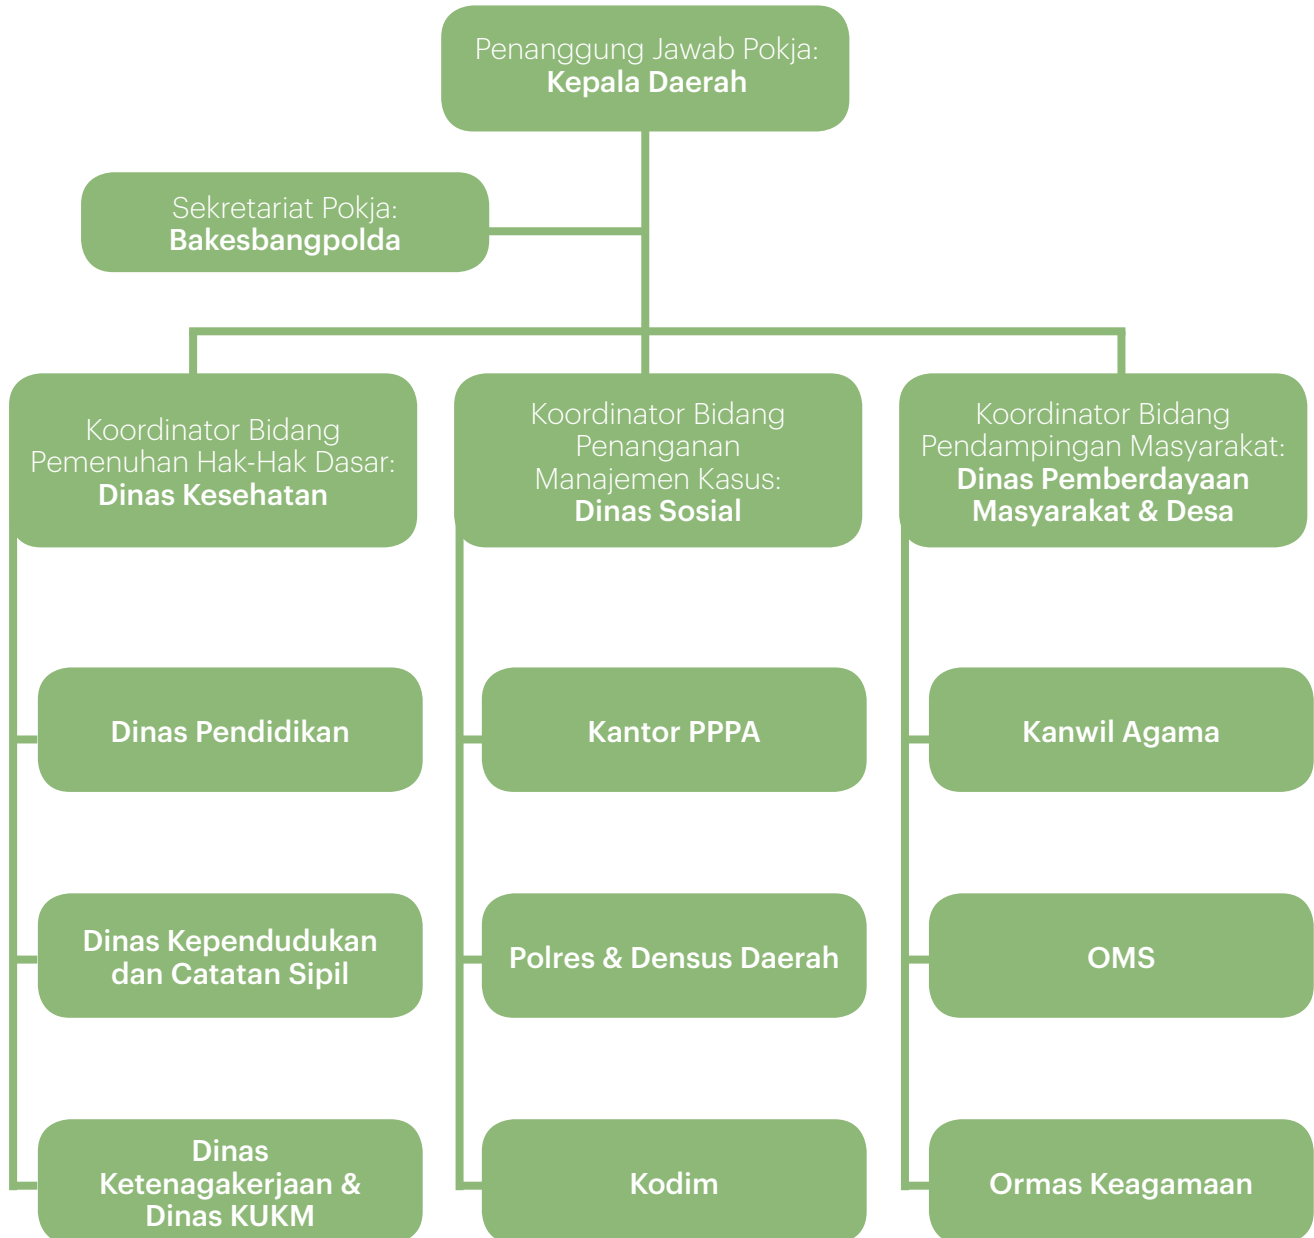 Penanggung Jawab Pokja:
Kepala Daerah
Sekretariat Pokja:
Bakesbangpolda
Koordinator Bidang
Pemenuhan Hak-Hak Dasar:
Dinas Kesehatan
Koordinator Bidang
Penanganan
Manajemen Kasus:
Dinas Sosial
Koordinator Bidang
Pendampingan Masyarakat:
Dinas Pemberdayaan
Masyarakat & Desa
Dinas Pendidikan
Kantor PPPA
Kanwil Agama
Dinas Kependudukan
dan Catatan Sipil
Polres & Densus Daerah
OMS
Dinas
Ketenagakerjaan &
Dinas KUKM
Kodim
Ormas Keagamaan